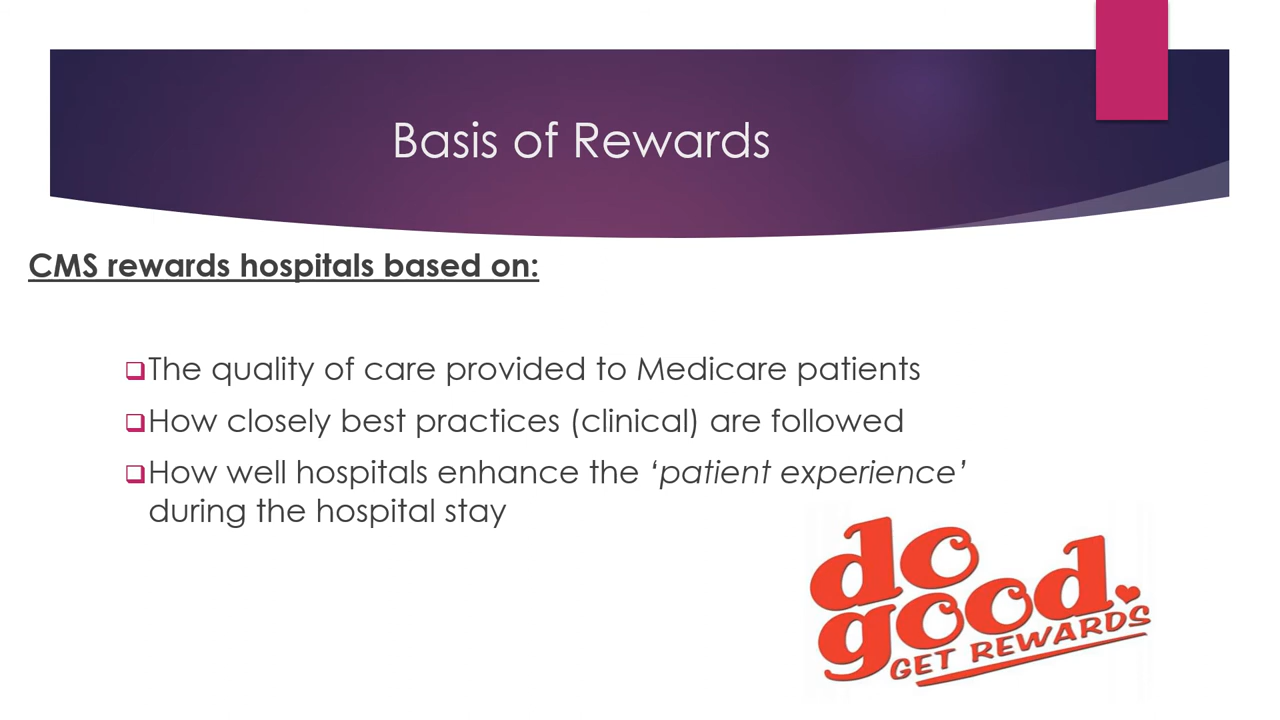 Basis of Rewards
CMS rewards hospitals based on:
The quality of care provided to Medicare patients
How closely best practices (clinical) are followed
How well hospitals enhance the ‘patient experience’
during the hospital stay
do
good.
GET REWARDS